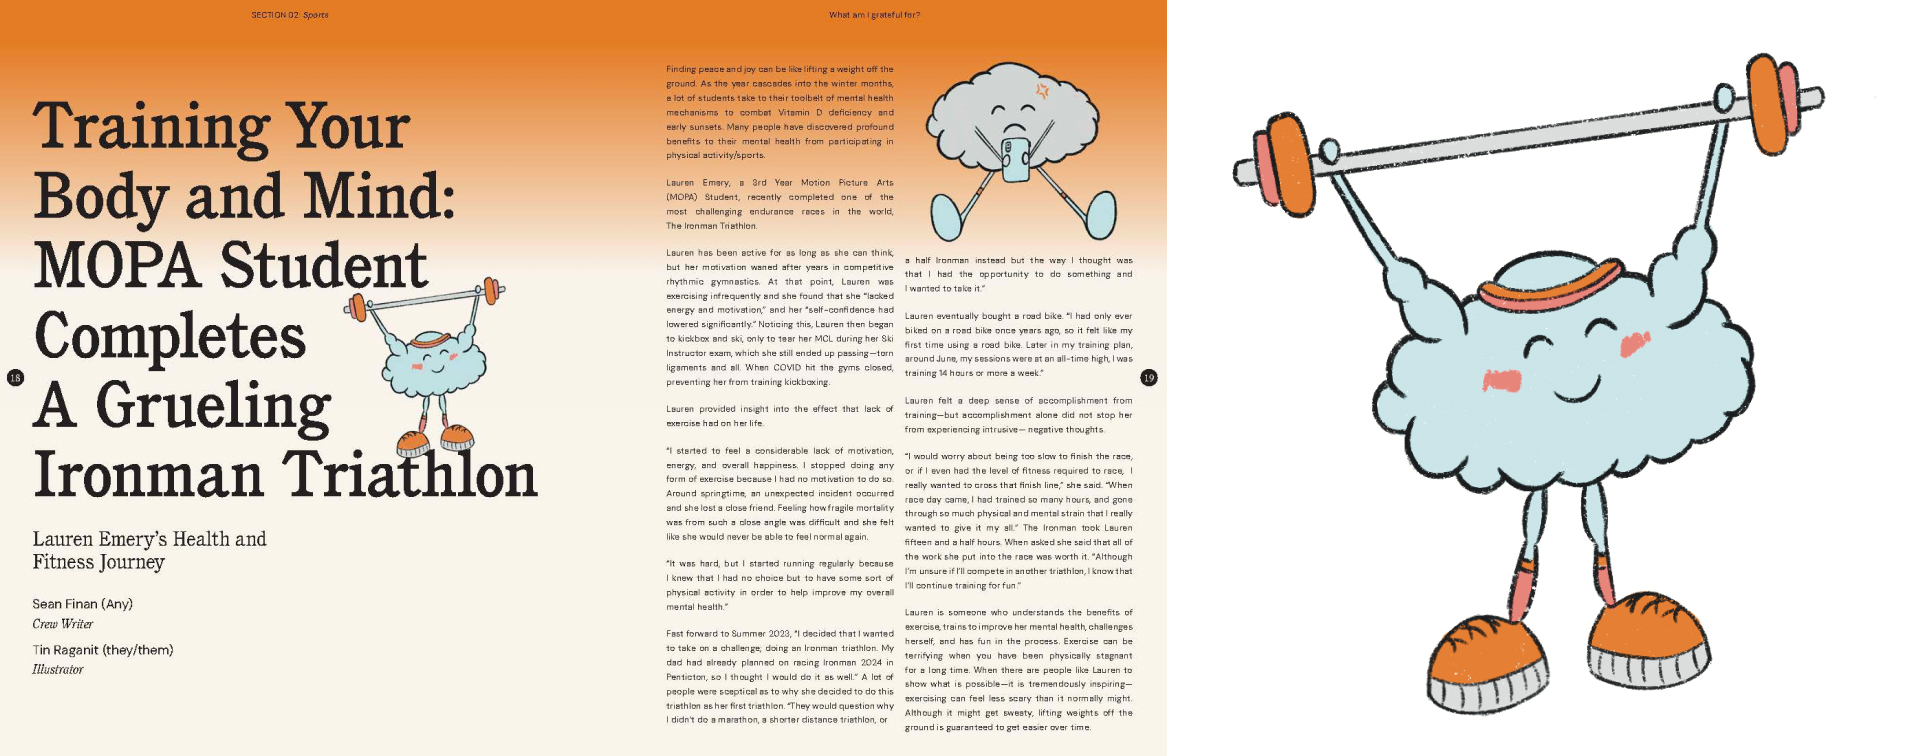 SECTION 02: Sports
What am I grateful for?
Training Your
Body and Mind:
MOPA Student
Completes
A Grueling
Ironman Triathlon
18
Lauren Emery's Health and
Fitness Journey
Sean Finan (Any)
Crew Writer
Tin Raganit (they/them)
Illustrator
Finding peace and joy can be like lifting a weight off the
ground. As the year cascades into the winter months,
a lot of students take to their toolbelt of mental health
mechanisms to combat Vitamin D deficiency and
early sunsets. Many people have discovered profound
benefits to their mental health from participating in
physical activity/sports.
Lauren Emery, a 3rd Year Motion Picture Arts
(MOPA) Student, recently completed one of the
most challenging endurance races in the world,
The Ironman Triathlon.
Lauren has been active for as long as she can think,
but her motivation waned after years in competitive
rhythmic gymnastics. At that point, Lauren was
exercising infrequently and she found that she "lacked
energy and motivation," and her "self-confidence had
lowered significantly." Noticing this, Lauren then began
to kickbox and ski, only to tear her MCL during her Ski
Instructor exam, which she still ended up passing—torn
ligaments and all. When COVID hit the gyms closed,
preventing her from training kickboxing.
Lauren provided insight into the effect that lack of
exercise had on her life.
"I started to feel a considerable lack of motivation,
energy, and overall happiness. I stopped doing any
form of exercise because I had no motivation to do so.
Around springtime, an unexpected incident occurred
and she lost a close friend. Feeling how fragile mortality
was from such a close angle was difficult and she felt
like she would never be able to feel normal again.
"It was hard, but I started running regularly because
I knew that I had no choice but to have some sort of
physical activity in order to help improve my overall
mental health."
Fast forward to Summer 2023, "I decided that I wanted
to take on a challenge; doing an Ironman triathlon. My
dad had already planned on racing Ironman 2024 in
Penticton, so I thought I would do it as well." A lot of
people were sceptical as to why she decided to do this
triathlon as her first triathlon. "They would question why
I didn't do a marathon, a shorter distance triathlon, or
a half Ironman instead but the way I thought was
that I had the opportunity to do something and
I wanted to take it."
Lauren eventually bought a road bike. "I had only ever
biked on a road bike once years ago, so it felt like my
first time using a road bike. Later in my training plan,
around June, my sessions were at an all-time high, I was
training 14 hours or more a week."
Lauren felt a deep sense of accomplishment from
training—but accomplishment alone did not stop her
from experiencing intrusive— negative thoughts.
"I would worry about being too slow to finish the race,
or if I even had the level of fitness required to race, I
really wanted to cross that finish line," she said. "When
race day came, I had trained so many hours, and gone
through so much physical and mental strain that I really
wanted to give it my all." The Ironman took Lauren
fifteen and a half hours. When asked she said that all of
the work she put into the race was worth it. "Although
I'm unsure if I'll compete in another triathlon, I know that
I'll continue training for fun."
Lauren is someone who understands the benefits of
exercise, trains to improve her mental health, challenges
herself, and has fun in the process. Exercise can be
terrifying when you have been physically stagnant
for a long time. When there are people like Lauren to
show what is possible—it is tremendously inspiring—
exercising can feel less scary than it normally might.
Although it might get sweaty, lifting weights off the
ground is guaranteed to get easier over time.
19